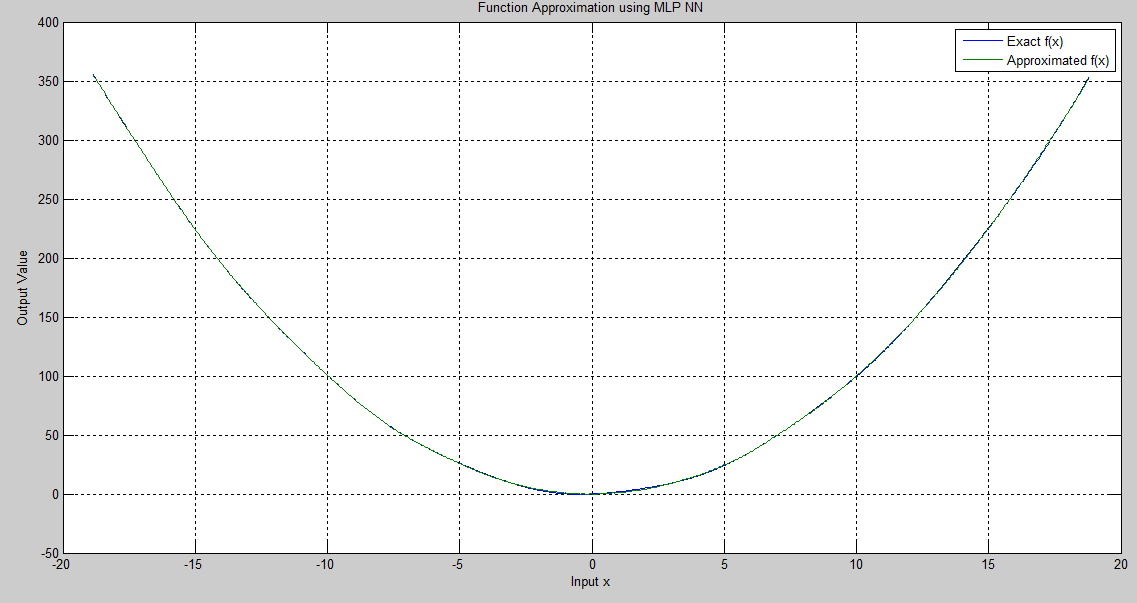 Function Approximation using MLP NN
Exact f(x)
Approximated f(x)
400
350
300
250
200
150
100
50
0
-50
Output Value
-20 -15 -10 -5 0 5 10 15 20
Input x